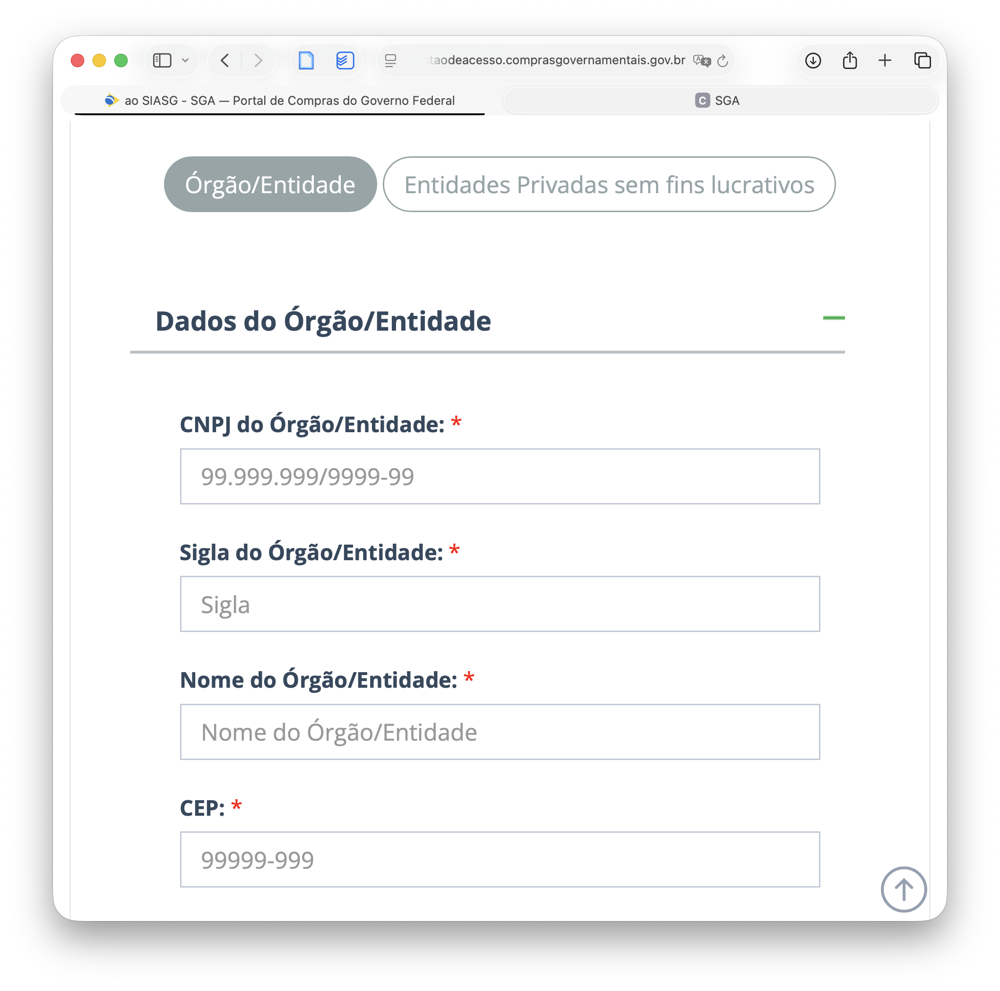 deacesso.comprasgovernamentais.gov.br
ao SIASG - SGA — Portal de Compras do Governo Federal
C SGA
Órgão/Entidade
Entidades Privadas sem fins lucrativos
Dados do Órgão/Entidade
CNPJ do Órgão/Entidade: *
99.999.999/9999-99
Sigla do Órgão/Entidade: *
Sigla
Nome do Órgão/Entidade: *
Nome do Órgão/Entidade
CEP: *
99999-999